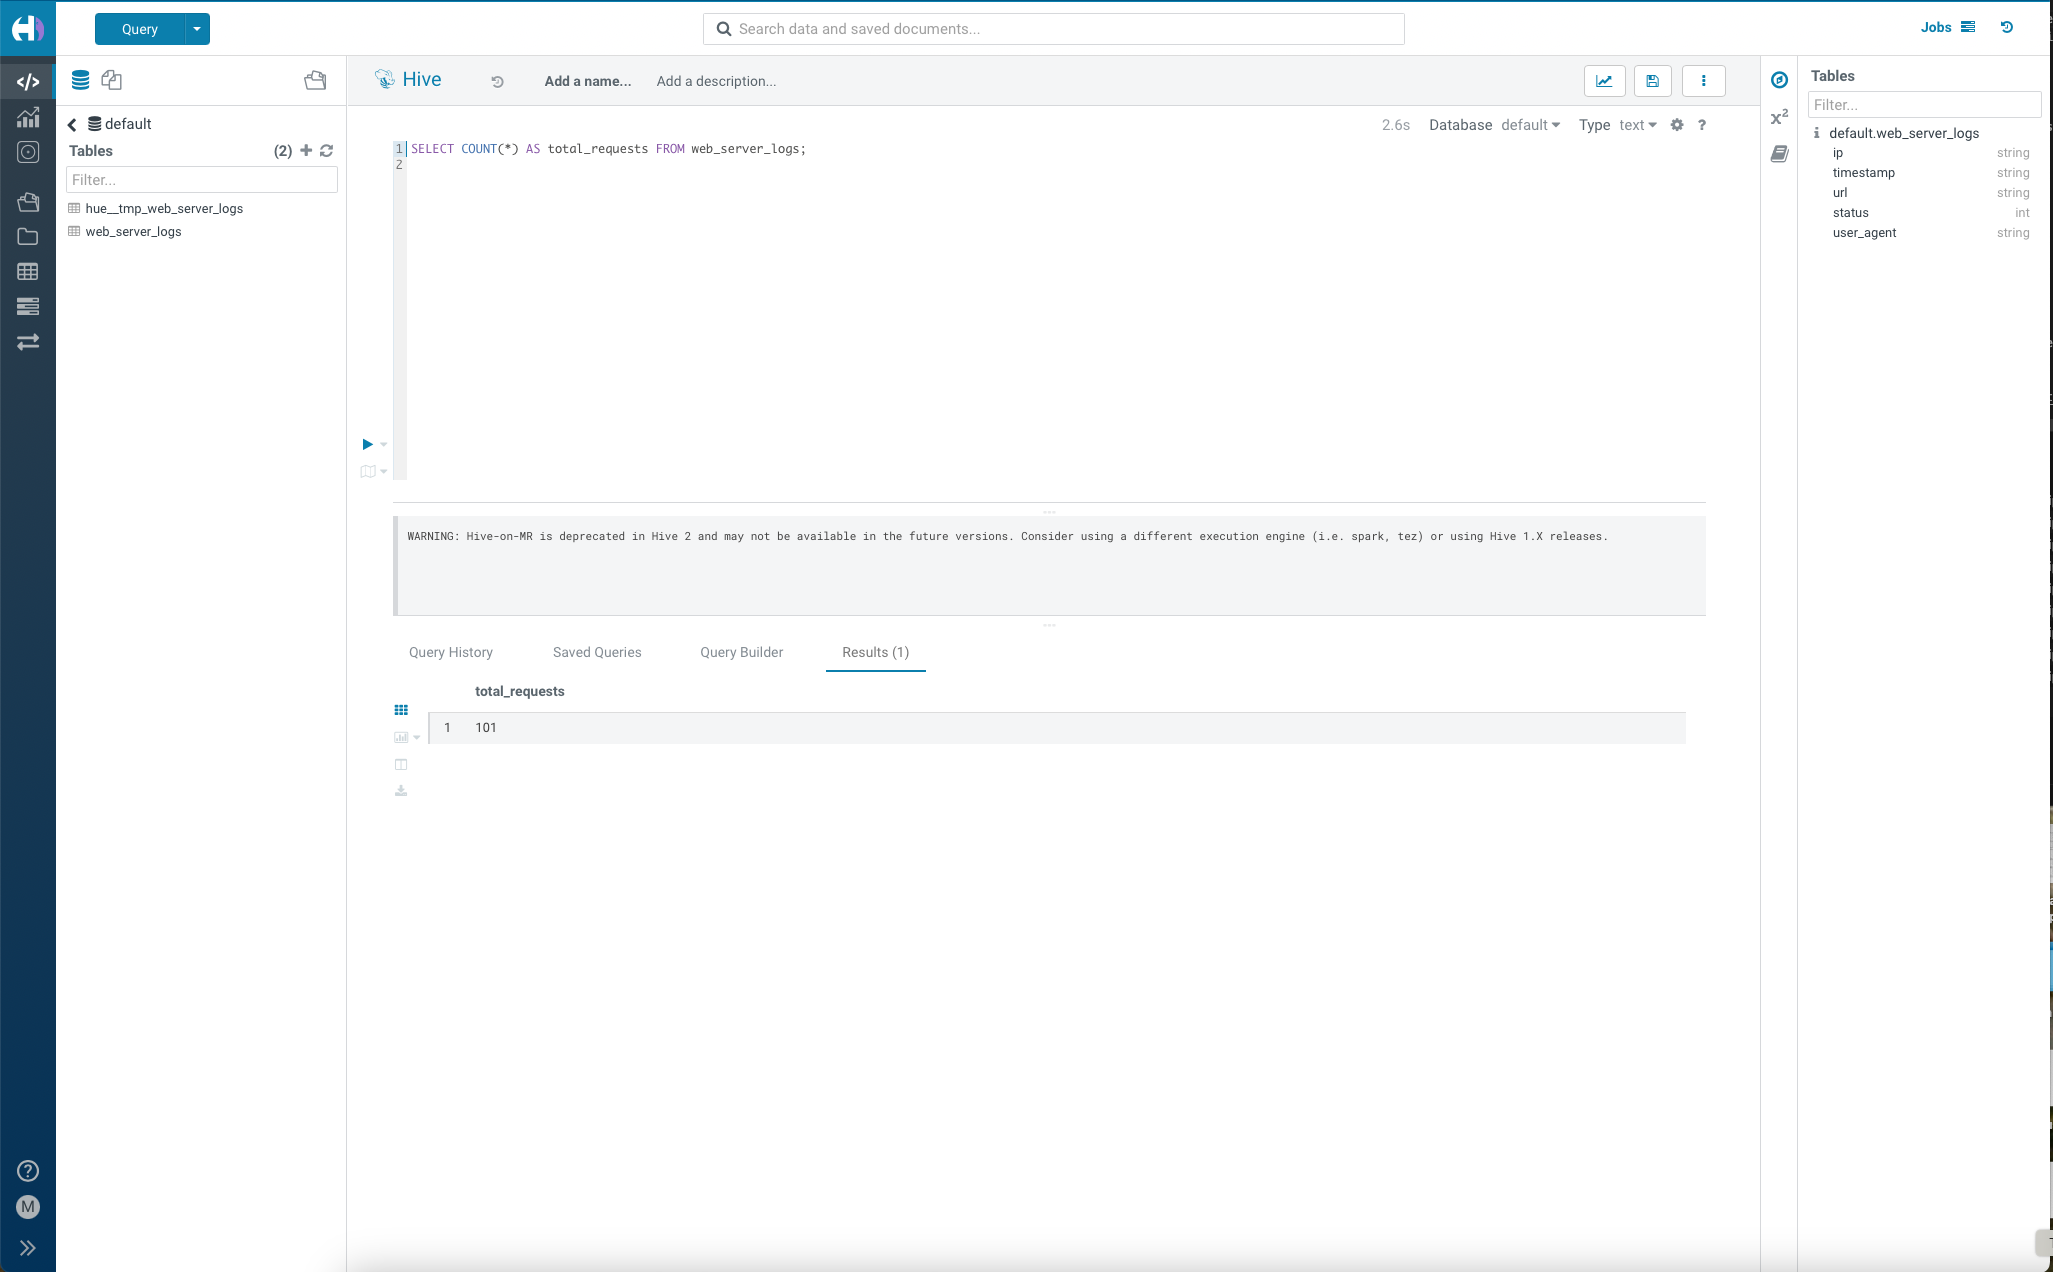 Query
Search data and saved documents...
Jobs
Hive
Add a name...
Add a description...
default
Tables
(2)
Filter...
hue__tmp_web_server_logs
web_server_logs
2.6s
Database default
Type text
?
1 SELECT COUNT(*) AS total_requests FROM web_server_logs;
2
WARNING: Hive-on-MR is deprecated in Hive 2 and may not be available in the future versions. Consider using a different execution engine (i.e. spark, tez) or using Hive 1.X releases.
Query History
Saved Queries
Query Builder
Results (1)
total_requests
1 101
x²
Tables
Filter...
default.web_server_logs
ip string
timestamp string
url string
status int
user_agent string
?
M